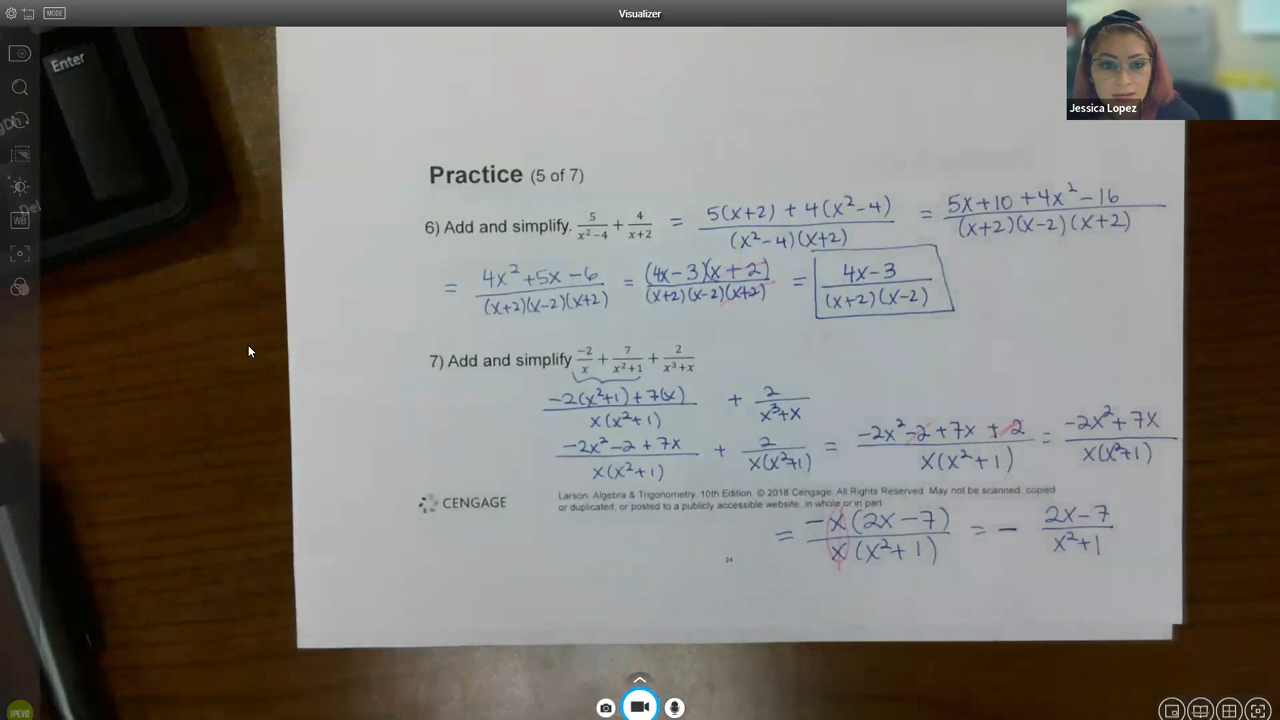 MODE
Visualizer
Jessica Lopez
Enter
Del
WB
Practice (5 of 7)
6) Add and simplify. 5/(x²−4) + 4/(x+2) = (5(x+2) + 4(x²−4))/((x²−4)(x+2)) = (5x+10+4x²−16)/((x+2)(x−2)(x+2))
= (4x²+5x−6)/((x+2)(x−2)(x+2)) = ((4x−3)(x+2))/((x+2)(x−2)(x+2)) = (4x−3)/((x+2)(x−2))
7) Add and simplify −2/x + 7/(x²+1) + 2/(x³+x)
(−2(x²+1)+7(x))/(x(x²+1)) + 2/(x³+x)
(−2x²−2+7x)/(x(x²+1)) + 2/(x(x²+1)) = (−2x²−2+7x+2)/(x(x²+1)) = (−2x²+7x)/(x(x²+1))
CENGAGE
Larson, Algebra & Trigonometry, 10th Edition. © 2018 Cengage. All Rights Reserved. May not be scanned, copied
or duplicated, or posted to a publicly accessible website, in whole or in part.
= (−x(2x−7))/(x(x²+1)) = − (2x−7)/(x²+1)
24
IPEVO